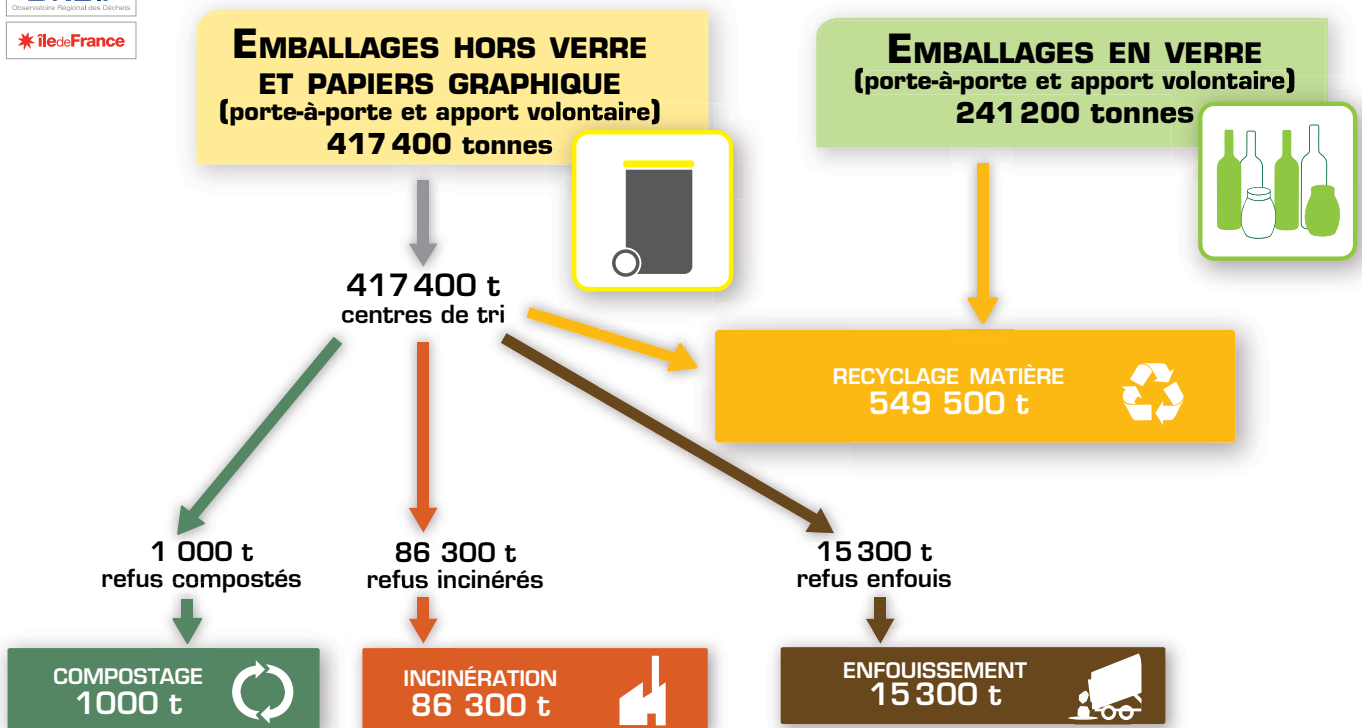 Observatoire Régional des Déchets
îledeFrance
EMBALLAGES HORS VERRE
ET PAPIERS GRAPHIQUE
(porte-à-porte et apport volontaire)
417 400 tonnes
EMBALLAGES EN VERRE
(porte-à-porte et apport volontaire)
241 200 tonnes
417 400 t
centres de tri
RECYCLAGE MATIÈRE
549 500 t
1 000 t
refus compostés
86 300 t
refus incinérés
15 300 t
refus enfouis
COMPOSTAGE
1000 t
INCINÉRATION
86 300 t
ENFOUISSEMENT
15 300 t